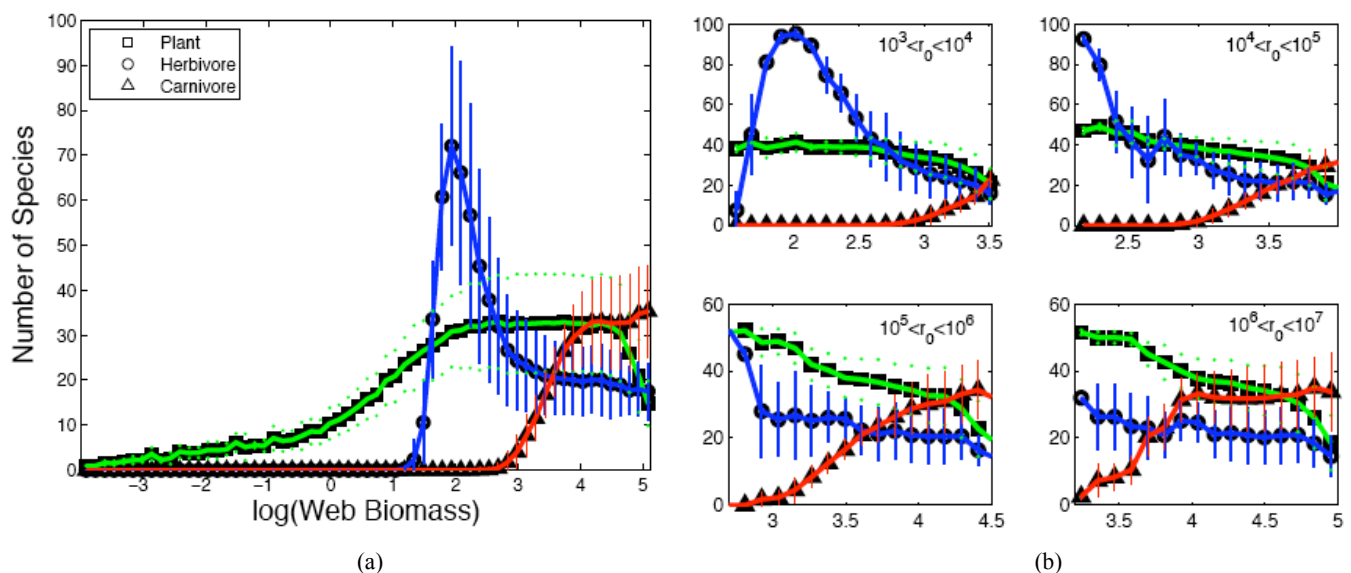 100
90
80
70
60
50
40
30
20
10
0
Number of Species
Plant
Herbivore
Carnivore
−3 −2 −1 0 1 2 3 4 5
log(Web Biomass)
(a)
100
80
60
40
20
0
10³<r₀<10⁴
2 2.5 3 3.5
100
80
60
40
20
0
10⁴<r₀<10⁵
2.5 3 3.5
60
40
20
0
10⁵<r₀<10⁶
3 3.5 4 4.5
60
40
20
0
10⁶<r₀<10⁷
3.5 4 4.5 5
(b)